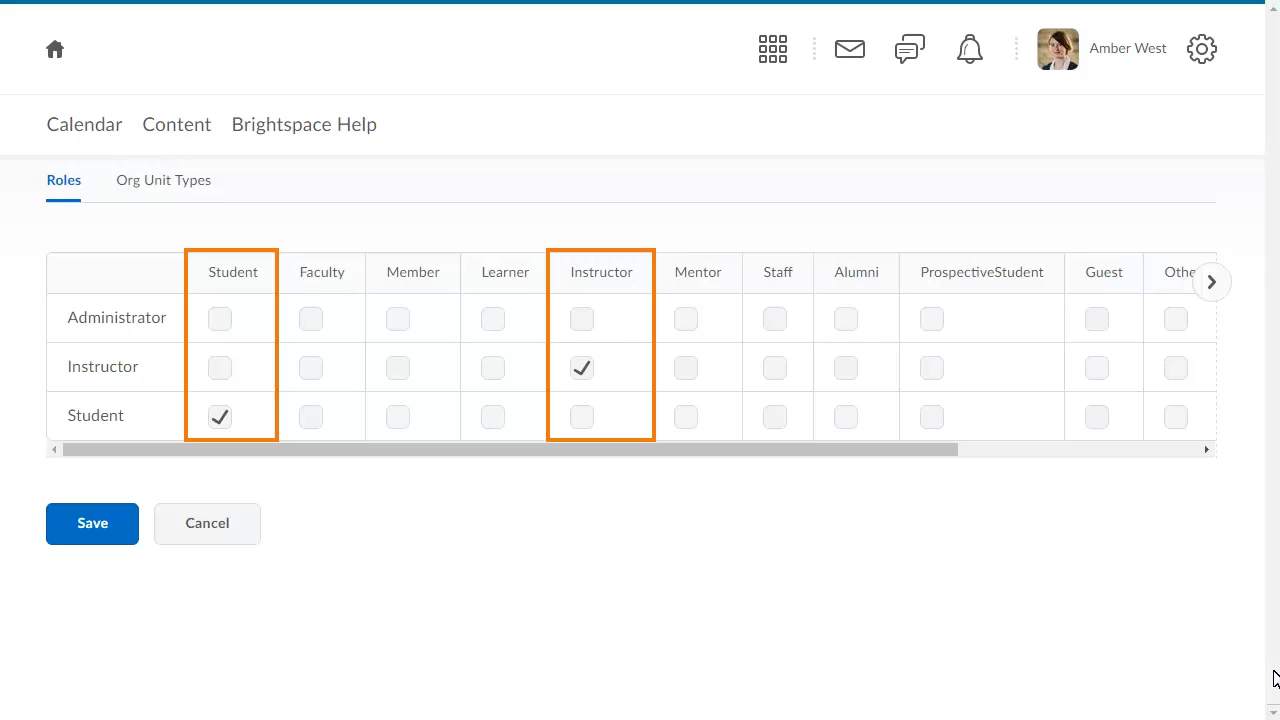 Amber West
Calendar Content Brightspace Help
Roles Org Unit Types
Student Faculty Member Learner Instructor Mentor Staff Alumni ProspectiveStudent Guest Othe
Administrator
Instructor
Student
Save Cancel